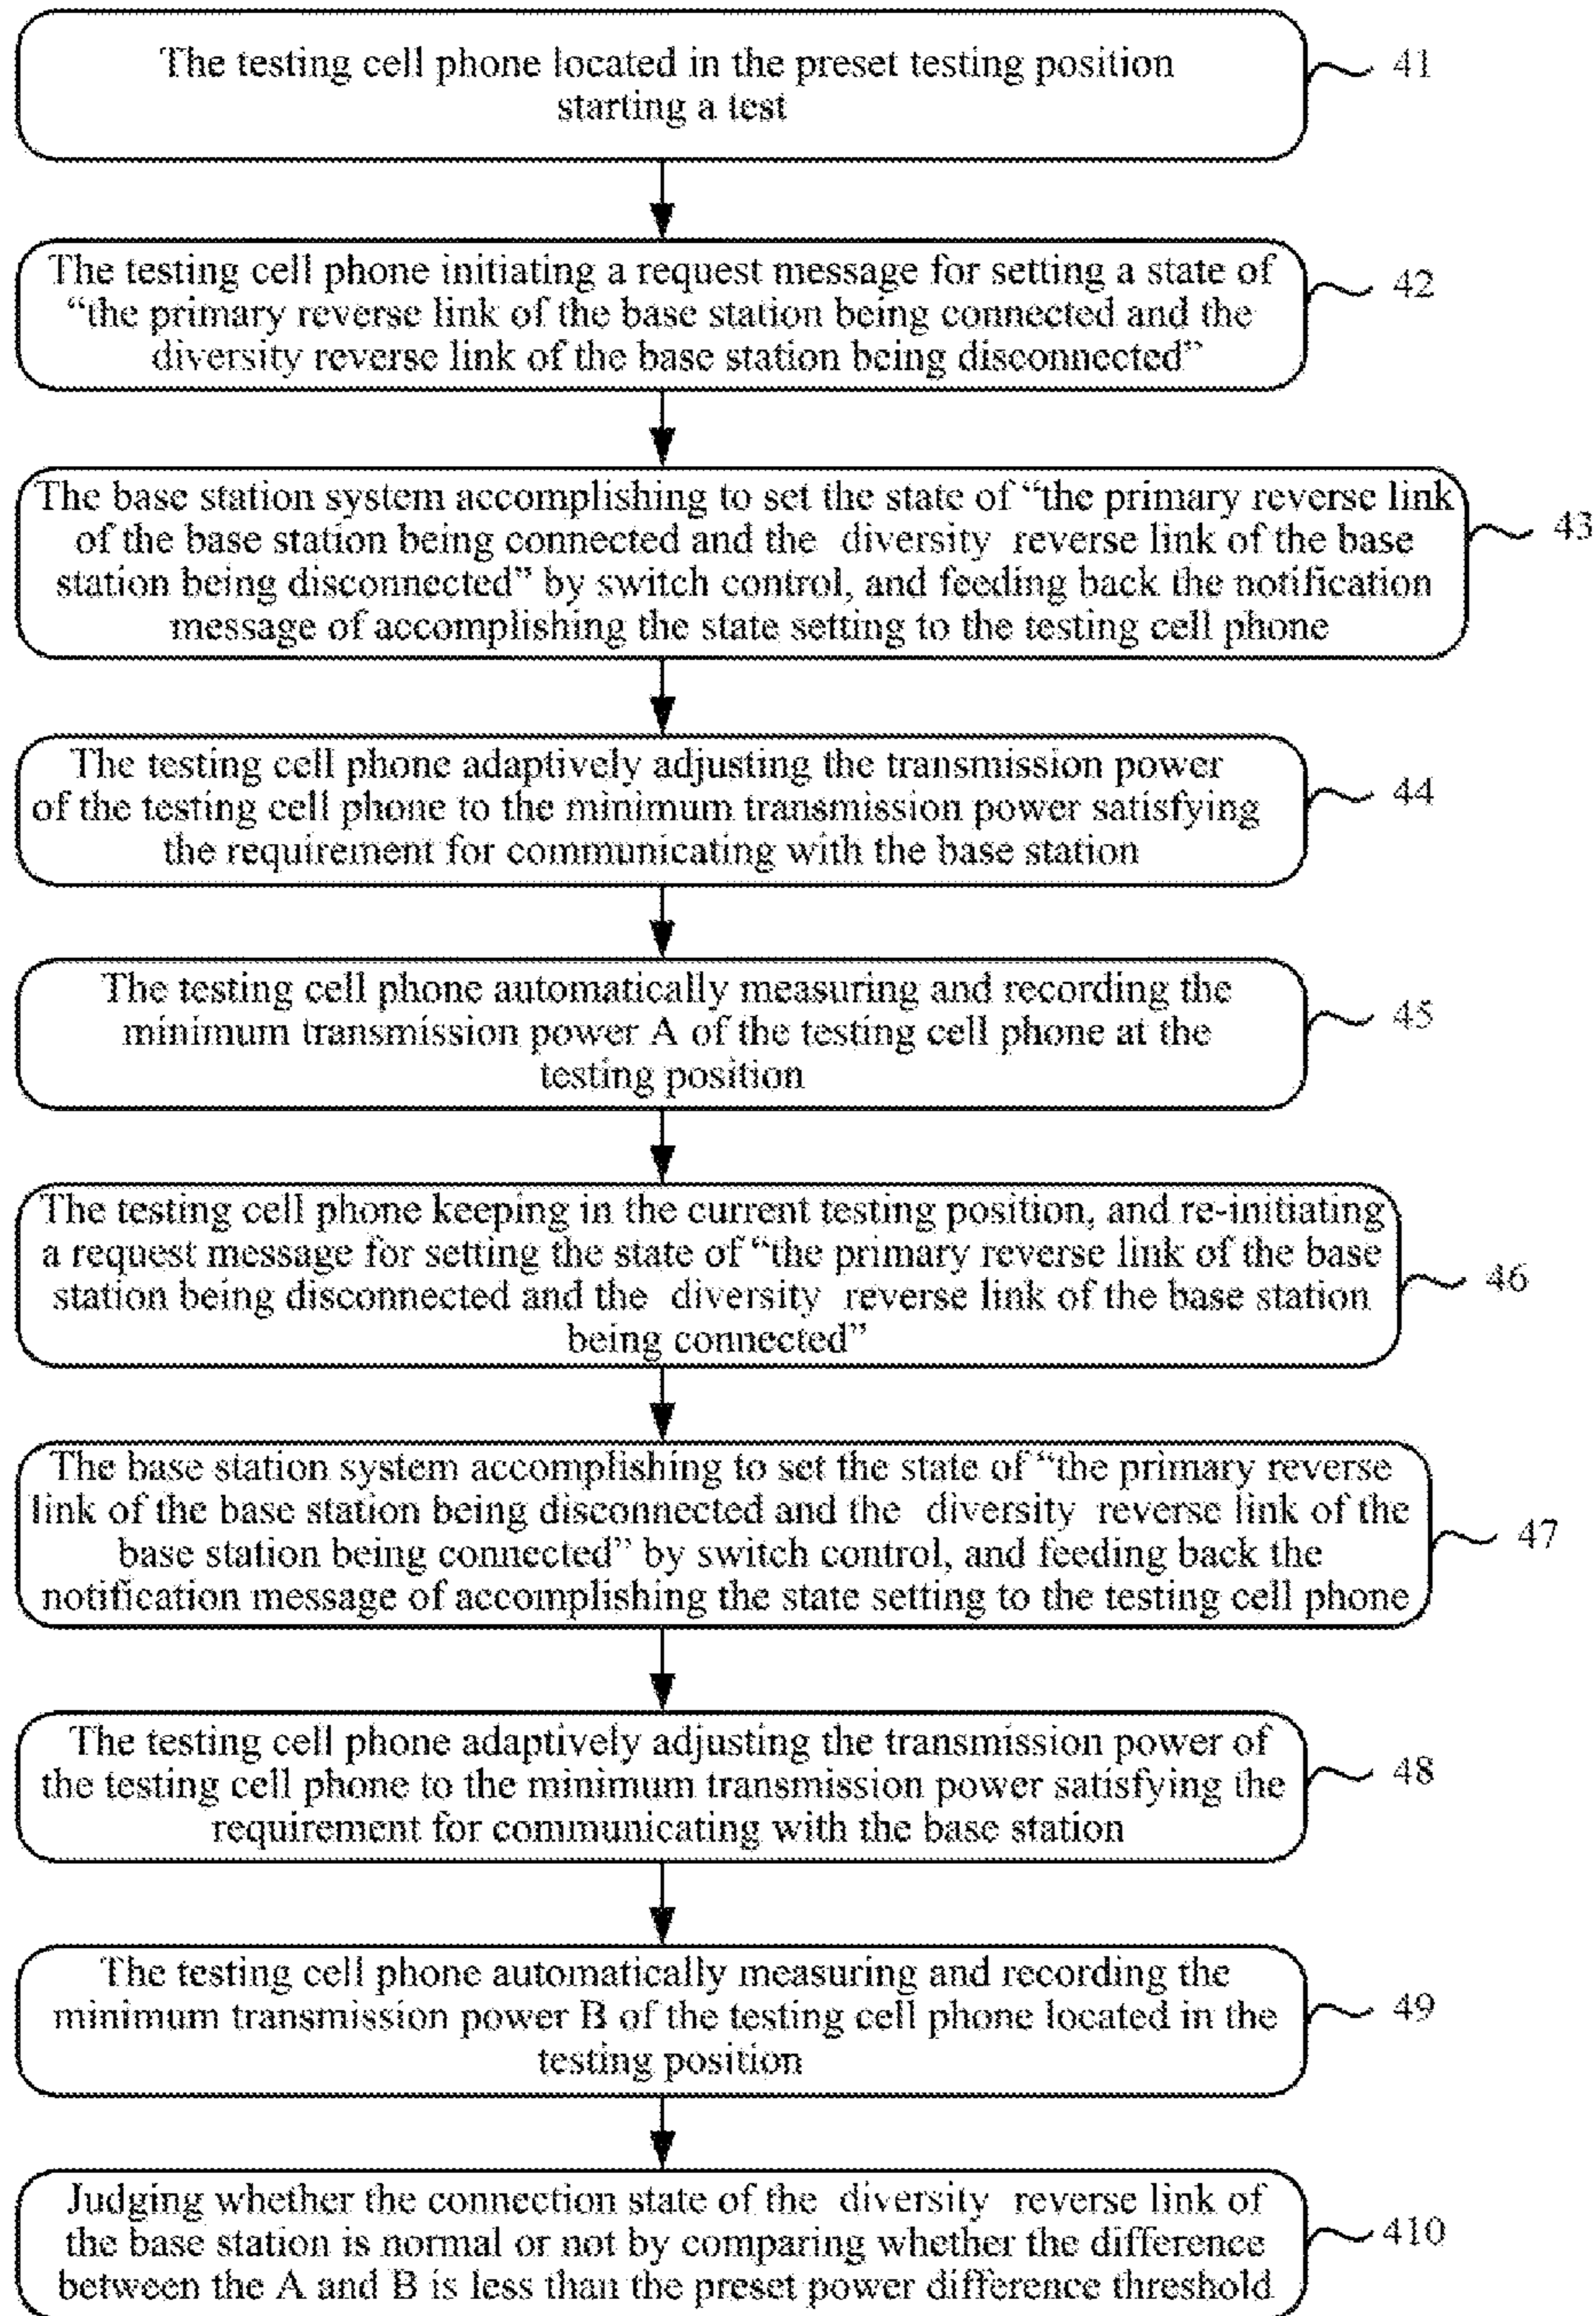 The testing cell phone located in the preset testing position
starting a test
41
The testing cell phone initiating a request message for setting a state of
“the primary reverse link of the base station being connected and the
diversity reverse link of the base station being disconnected”
42
The base station system accomplishing to set the state of “the primary reverse link
of the base station being connected and the diversity reverse link of the base
station being disconnected” by switch control, and feeding back the notification
message of accomplishing the state setting to the testing cell phone
43
The testing cell phone adaptively adjusting the transmission power
of the testing cell phone to the minimum transmission power satisfying
the requirement for communicating with the base station
44
The testing cell phone automatically measuring and recording the
minimum transmission power A of the testing cell phone at the
testing position
45
The testing cell phone keeping in the current testing position, and re-initiating
a request message for setting the state of “the primary reverse link of the base
station being disconnected and the diversity reverse link of the base station
being connected”
46
The base station system accomplishing to set the state of “the primary reverse
link of the base station being disconnected and the diversity reverse link of the
base station being connected” by switch control, and feeding back the
notification message of accomplishing the state setting to the testing cell phone
47
The testing cell phone adaptively adjusting the transmission power of
the testing cell phone to the minimum transmission power satisfying the
requirement for communicating with the base station
48
The testing cell phone automatically measuring and recording the
minimum transmission power B of the testing cell phone located in the
testing position
49
Judging whether the connection state of the diversity reverse link of
the base station is normal or not by comparing whether the difference
between the A and B is less than the preset power difference threshold
410